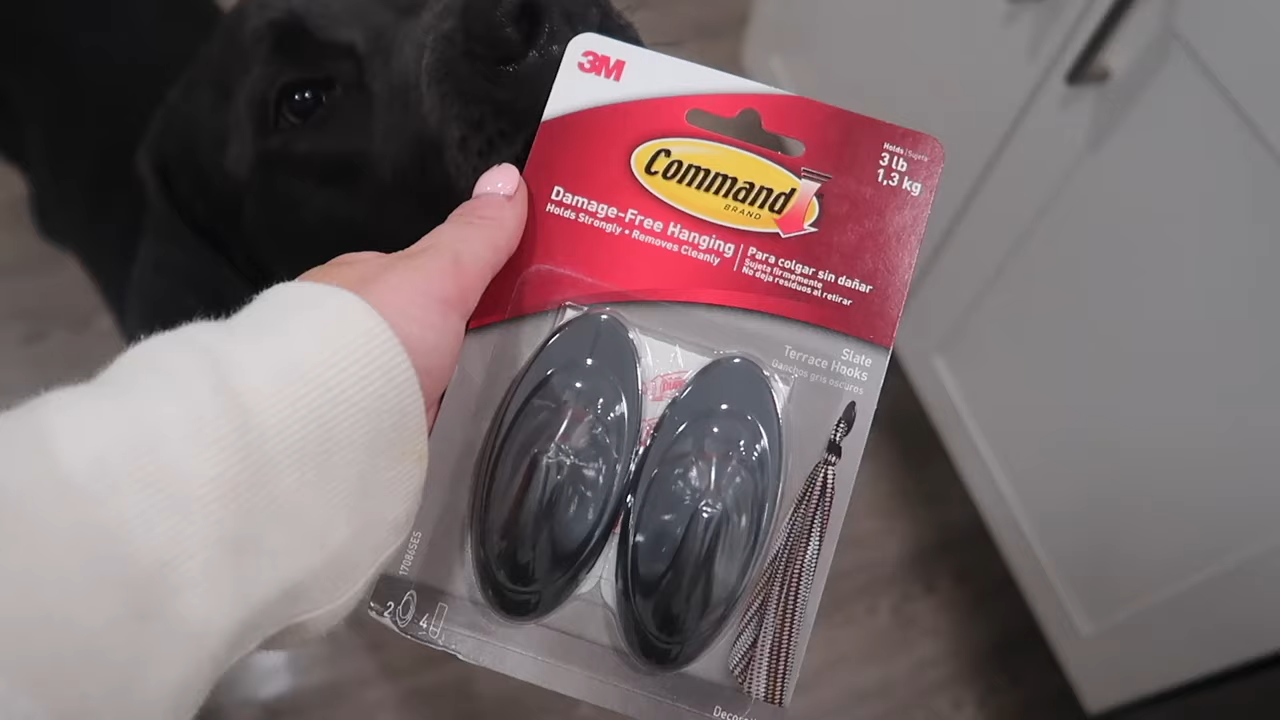 3M
Holds | Sujeta
3 lb
1,3 kg
Command
BRAND
Damage-Free Hanging
Holds Strongly • Removes Cleanly
Para colgar sin dañar
Sujeta firmemente
No deja residuos al retirar
Slate
Terrace Hooks
Ganchos gris oscuros
17086SES
2
4